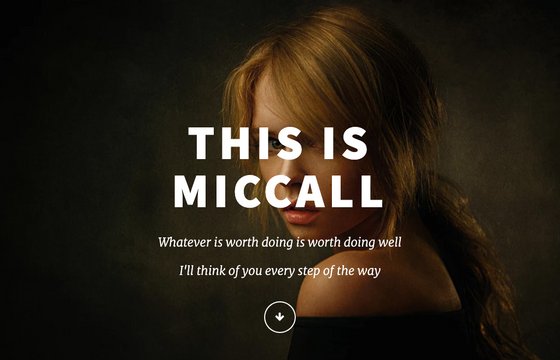 THIS IS
MICCALL
Whatever is worth doing is worth doing well
I'll think of you every step of the way